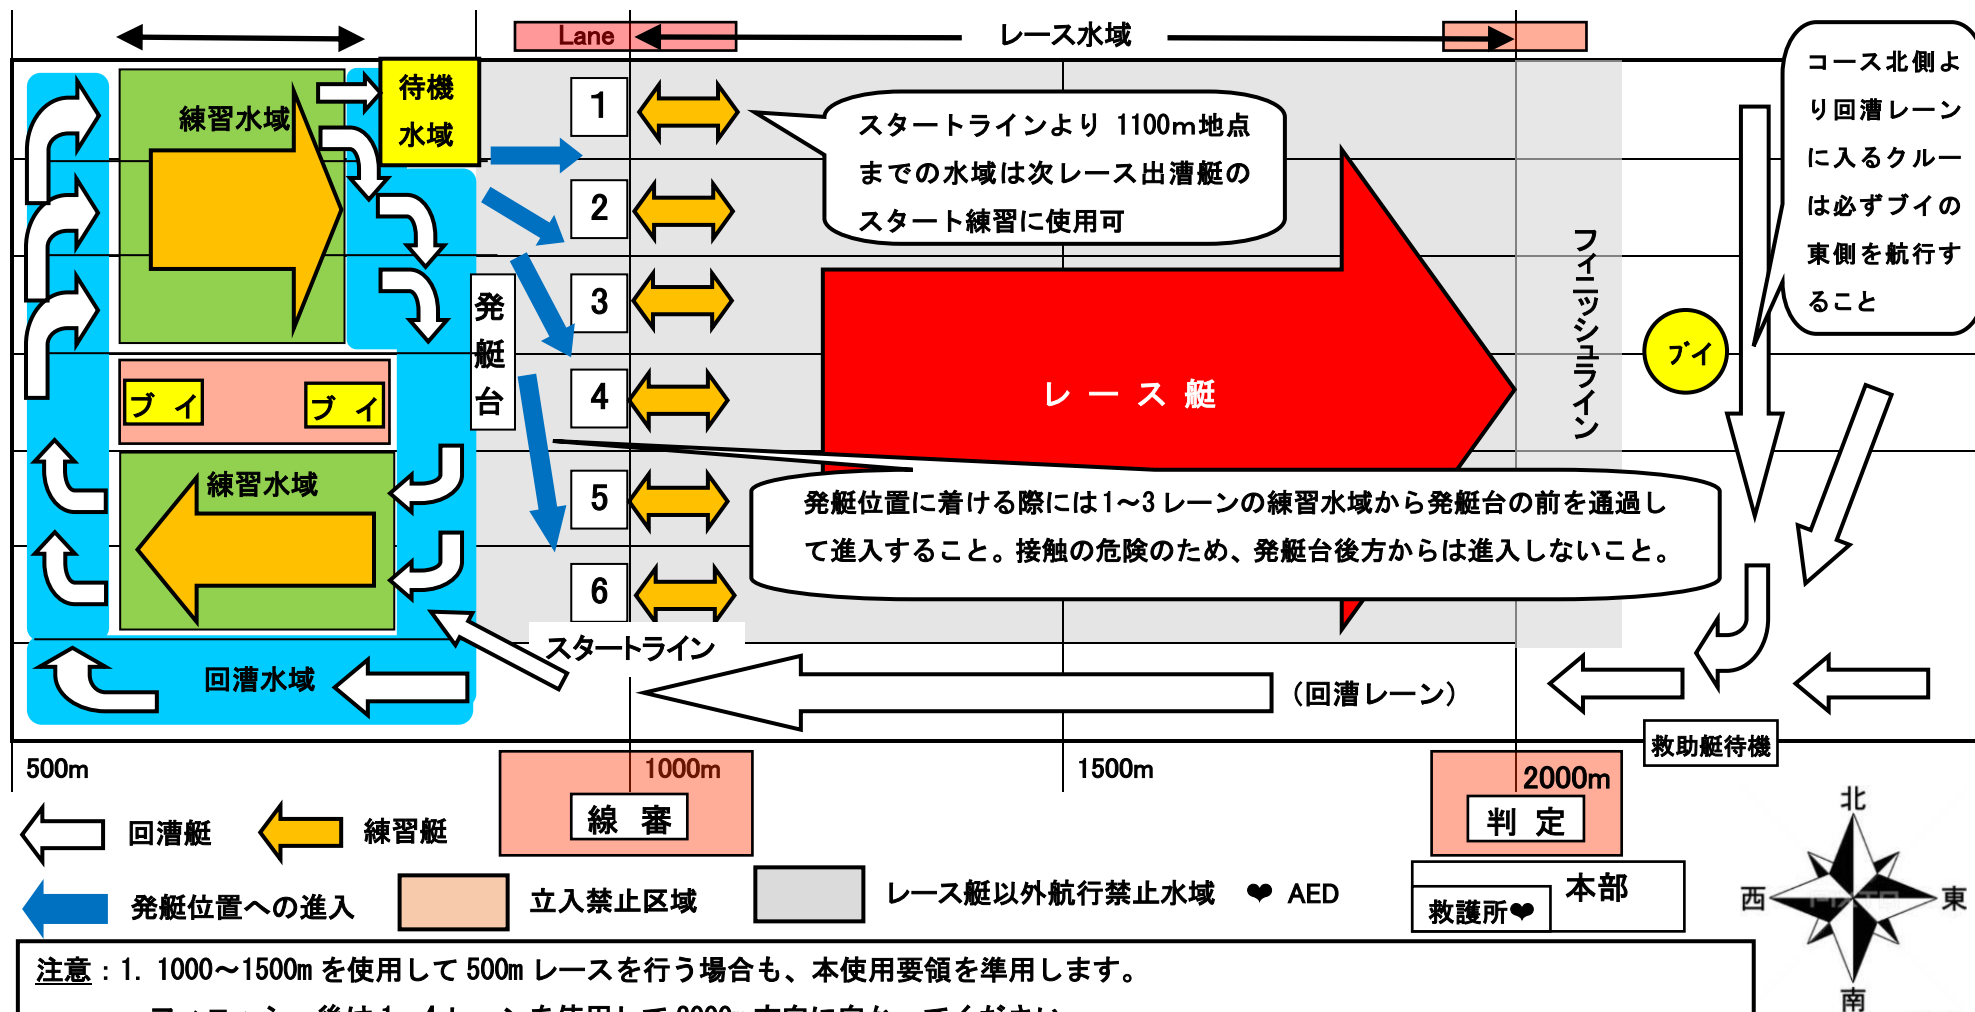 Lane
レース水域
練習水域
待機
水域
1
2
3
4
5
6
スタートラインより 1100m地点
までの水域は次レース出漕艇の
スタート練習に使用可
コース北側よ
り回漕レーン
に入るクルー
は必ずブイの
東側を航行す
ること
発艇台
フィニッシュライン
ブイ
レース艇
ブイ
ブイ
練習水域
発艇位置に着ける際には1～3レーンの練習水域から発艇台の前を通過し
て進入すること。接触の危険のため、発艇台後方からは進入しないこと。
スタートライン
回漕水域
（回漕レーン）
救助艇待機
500m
1000m
1500m
2000m
線審
判定
回漕艇
練習艇
発艇位置への進入
立入禁止区域
レース艇以外航行禁止水域 ❤ AED
本部
救護所❤
北
西
東
南
注意：1. 1000～1500mを使用して500mレースを行う場合も、本使用要領を準用します。